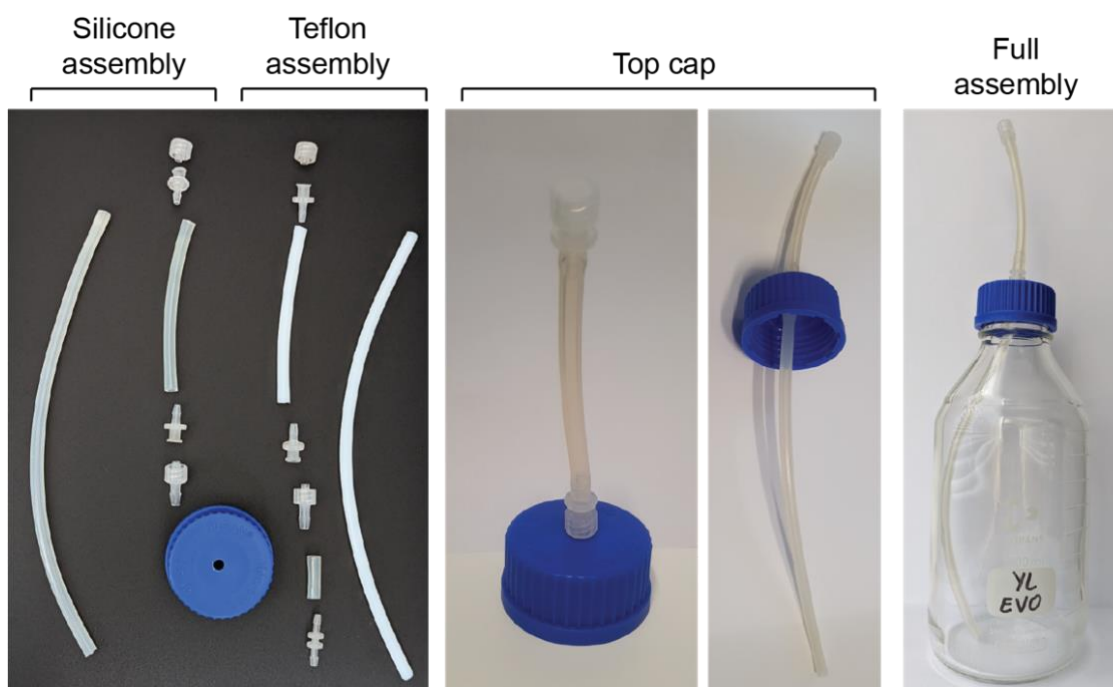 Silicone
assembly
Teflon
assembly
Top cap
Full
assembly
YL
EVO